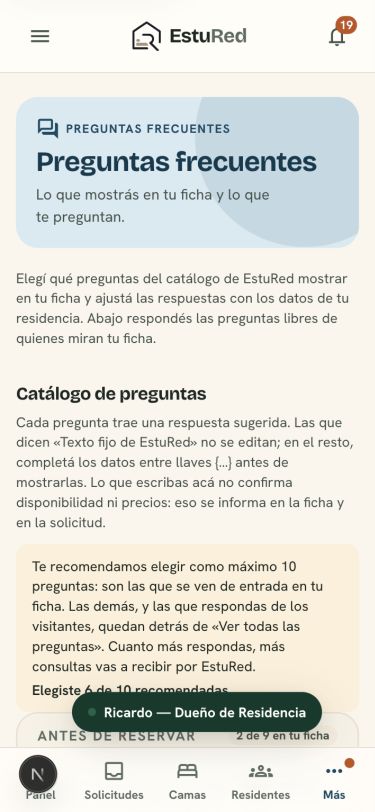 EstuRed
19
PREGUNTAS FRECUENTES
Preguntas frecuentes
Lo que mostrás en tu ficha y lo que
te preguntan.
Elegí qué preguntas del catálogo de EstuRed mostrar
en tu ficha y ajustá las respuestas con los datos de tu
residencia. Abajo respondés las preguntas libres de
quienes miran tu ficha.
Catálogo de preguntas
Cada pregunta trae una respuesta sugerida. Las que
dicen «Texto fijo de EstuRed» no se editan; en el resto,
completá los datos entre llaves {...} antes de
mostrarlas. Lo que escribas acá no confirma
disponibilidad ni precios: eso se informa en la ficha y
en la solicitud.
Te recomendamos elegir como máximo 10
preguntas: son las que se ven de entrada en tu
ficha. Las demás, y las que respondas de los
visitantes, quedan detrás de «Ver todas las
preguntas». Cuanto más respondas, más
consultas vas a recibir por EstuRed.
Elegiste 6 de 10 recomendadas
Ricardo — Dueño de Residencia
ANTES DE RESERVAR 2 de 9 en tu ficha
N
Panel Solicitudes Camas Residentes Más